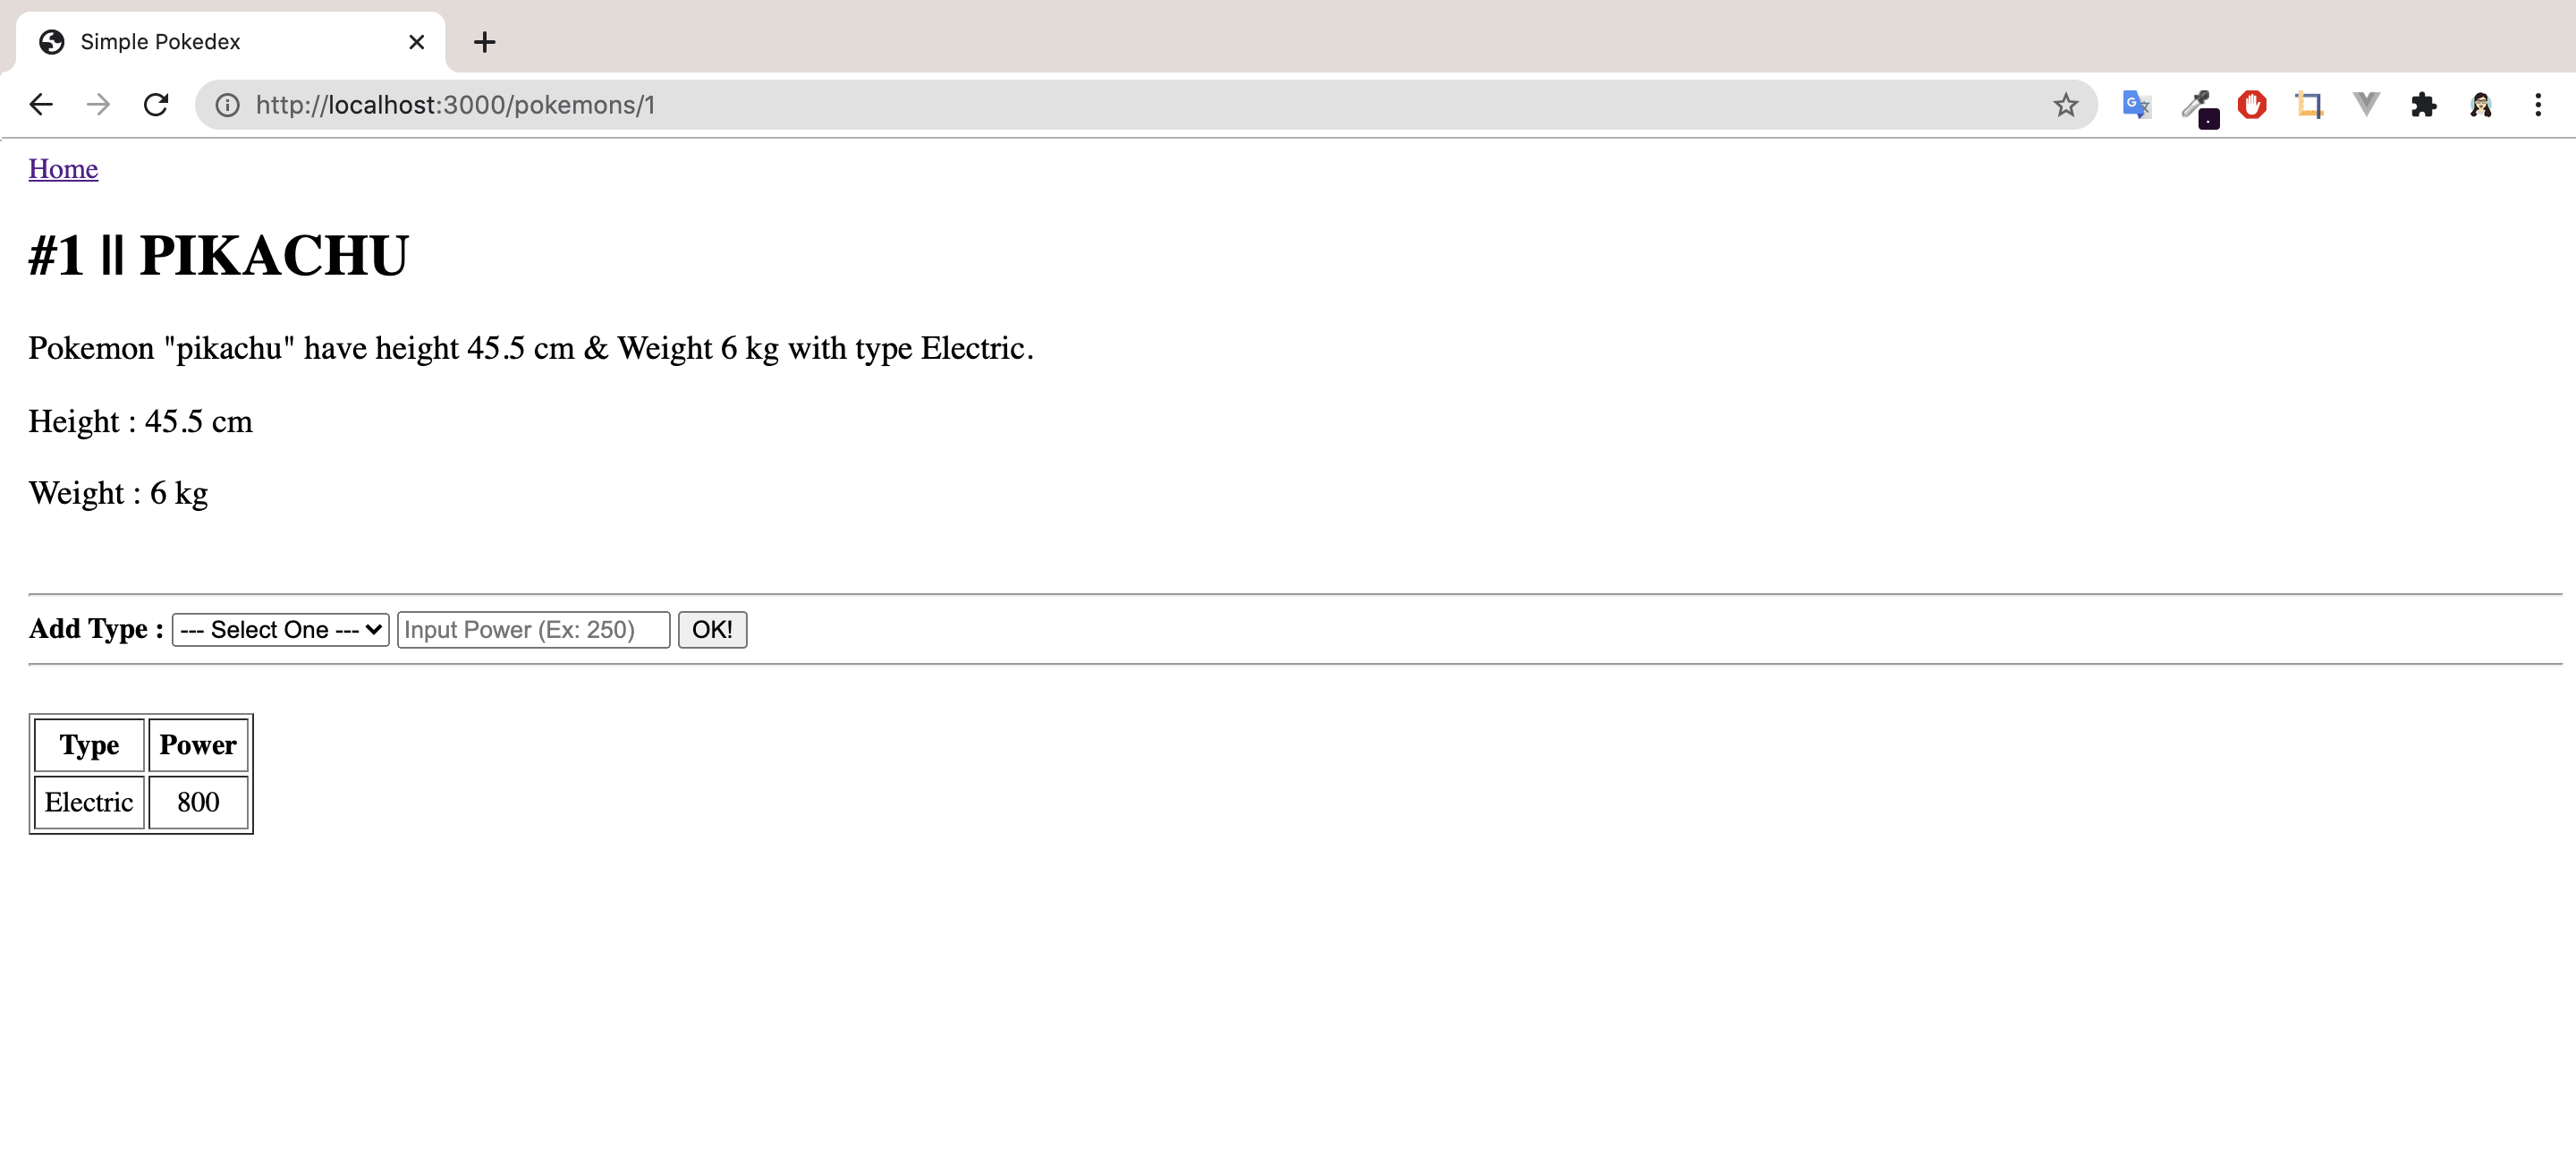 Simple Pokedex
http://localhost:3000/pokemons/1
Home
#1 || PIKACHU
Pokemon "pikachu" have height 45.5 cm & Weight 6 kg with type Electric.
Height : 45.5 cm
Weight : 6 kg
Add Type : --- Select One --- Input Power (Ex: 250) OK!
Type Power
Electric 800